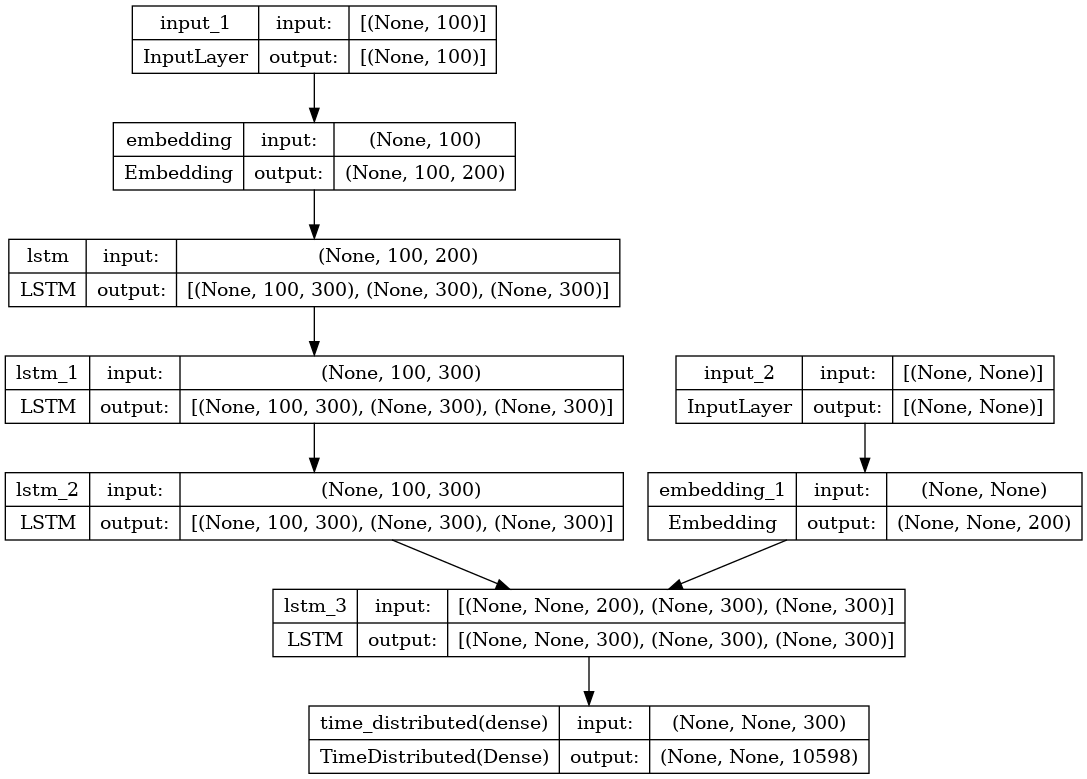 input_1 input: [(None, 100)]
InputLayer output: [(None, 100)]
embedding input: (None, 100)
Embedding output: (None, 100, 200)
lstm input: (None, 100, 200)
LSTM output: [(None, 100, 300), (None, 300), (None, 300)]
lstm_1 input: (None, 100, 300)
LSTM output: [(None, 100, 300), (None, 300), (None, 300)]
input_2 input: [(None, None)]
InputLayer output: [(None, None)]
lstm_2 input: (None, 100, 300)
LSTM output: [(None, 100, 300), (None, 300), (None, 300)]
embedding_1 input: (None, None)
Embedding output: (None, None, 200)
lstm_3 input: [(None, None, 200), (None, 300), (None, 300)]
LSTM output: [(None, None, 300), (None, 300), (None, 300)]
time_distributed(dense) input: (None, None, 300)
TimeDistributed(Dense) output: (None, None, 10598)